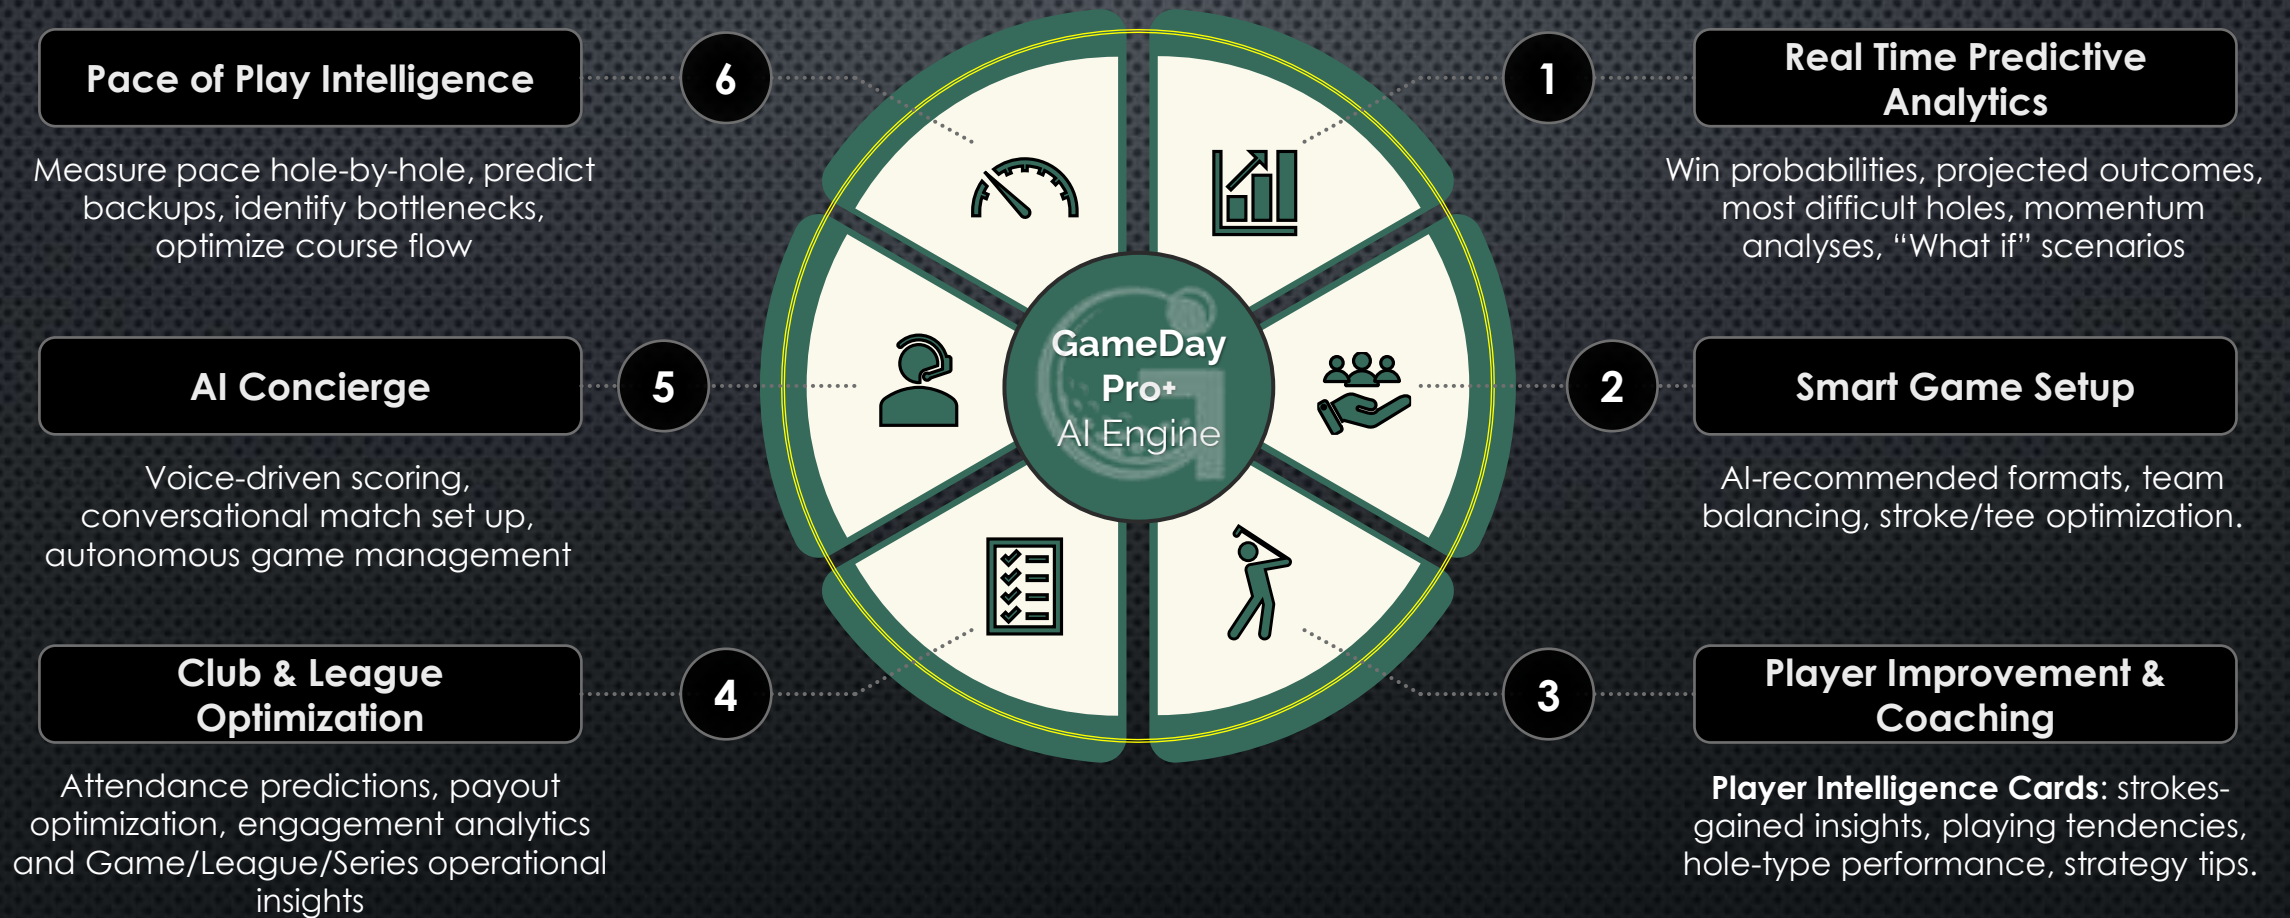 GameDay
Pro+
AI Engine
1
Real Time Predictive
Analytics
Win probabilities, projected outcomes,
most difficult holes, momentum
analyses, “What if” scenarios
2
Smart Game Setup
AI-recommended formats, team
balancing, stroke/tee optimization.
3
Player Improvement &
Coaching
Player Intelligence Cards: strokes-
gained insights, playing tendencies,
hole-type performance, strategy tips.
4
Club & League
Optimization
Attendance predictions, payout
optimization, engagement analytics
and Game/League/Series operational
insights
5
AI Concierge
Voice-driven scoring,
conversational match set up,
autonomous game management
6
Pace of Play Intelligence
Measure pace hole-by-hole, predict
backups, identify bottlenecks,
optimize course flow